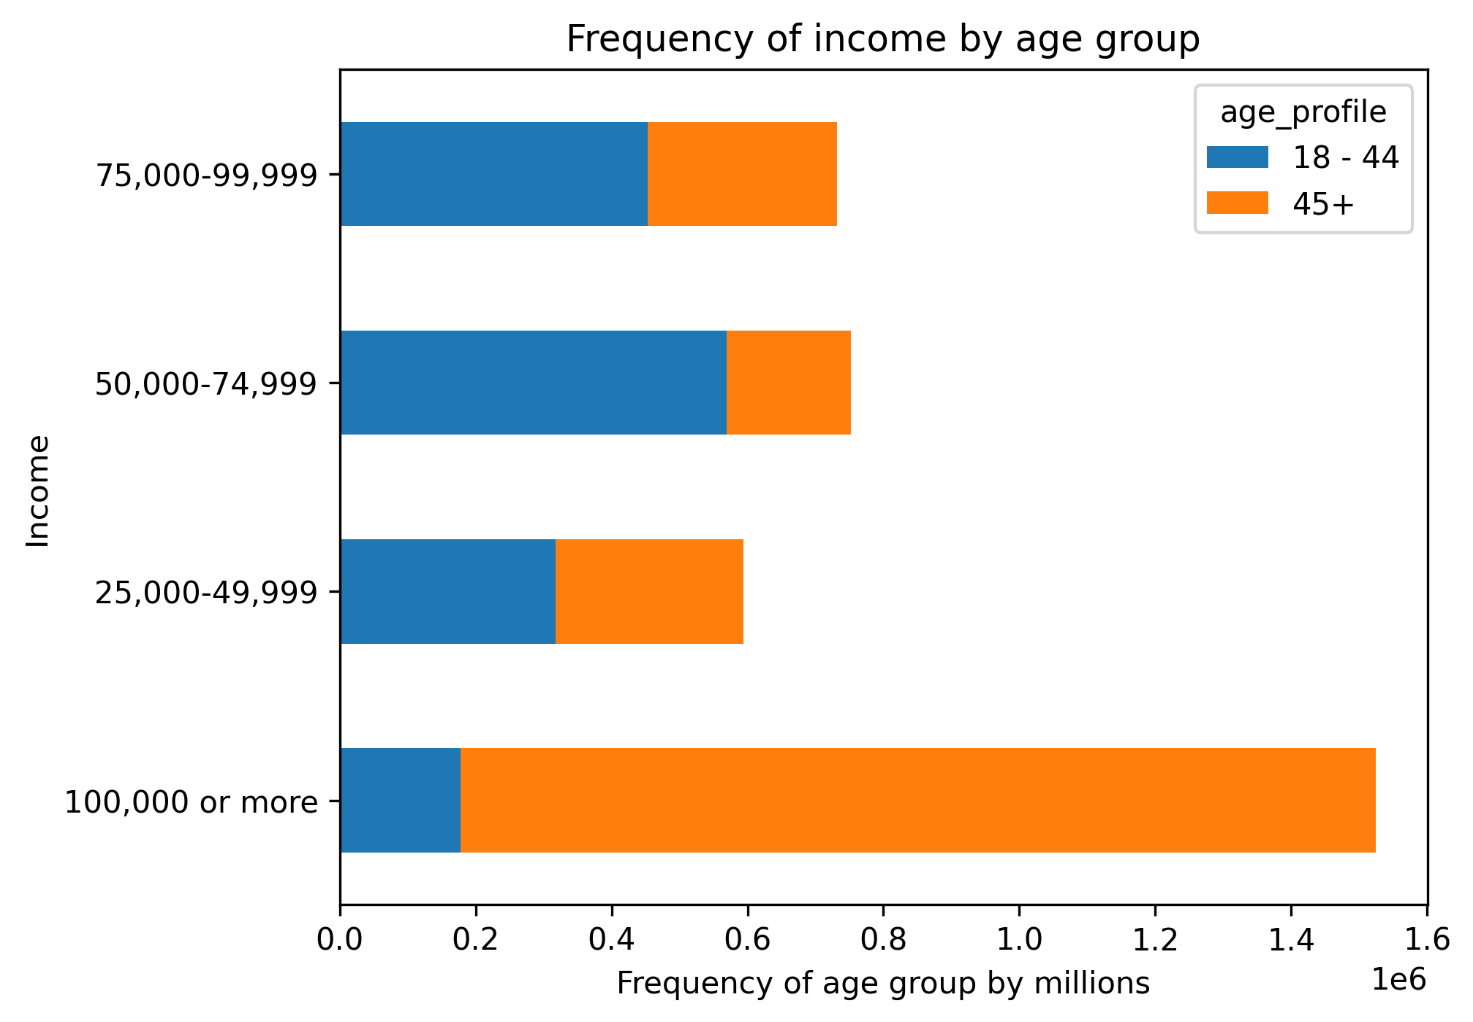 Frequency of income by age group
age_profile
18 - 44
45+
75,000-99,999
50,000-74,999
25,000-49,999
100,000 or more
Income
0.0 0.2 0.4 0.6 0.8 1.0 1.2 1.4 1.6
1e6
Frequency of age group by millions